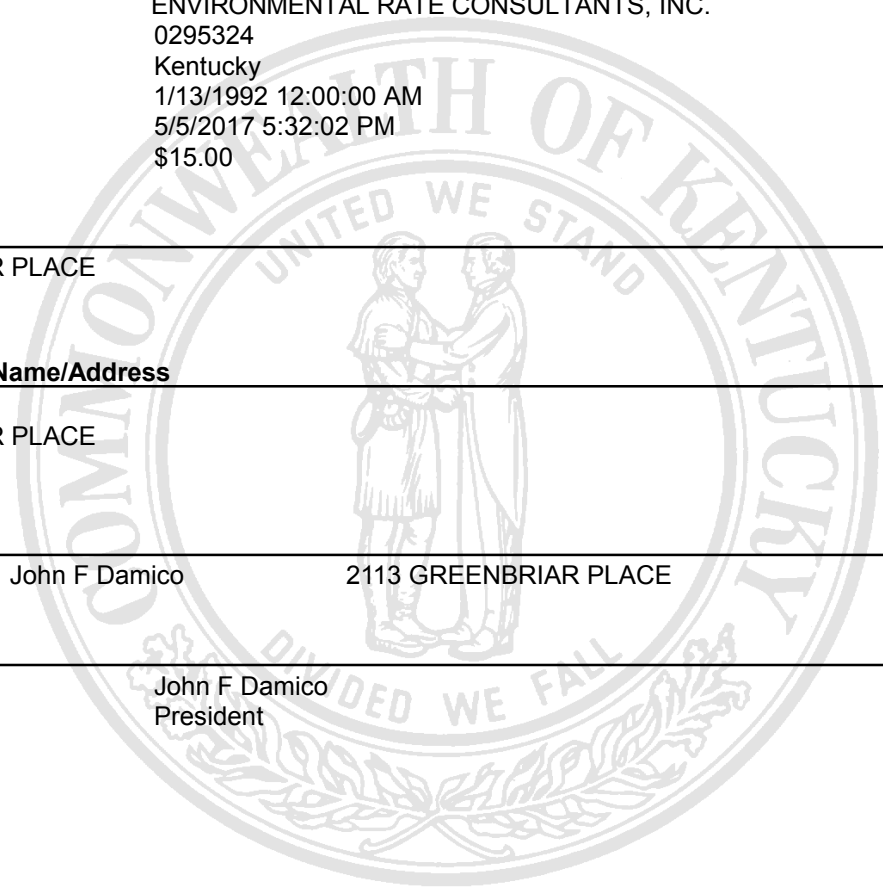 ENVIRONMENTAL RATE CONSULTANTS, INC.
0295324
Kentucky
1/13/1992 12:00:00 AM
5/5/2017 5:32:02 PM
$15.00
COMMONWEALTH OF KENTUCKY
UNITED WE STAND
R PLACE
Name/Address
R PLACE
John F Damico 2113 GREENBRIAR PLACE
DIVIDED WE FALL
John F Damico
President